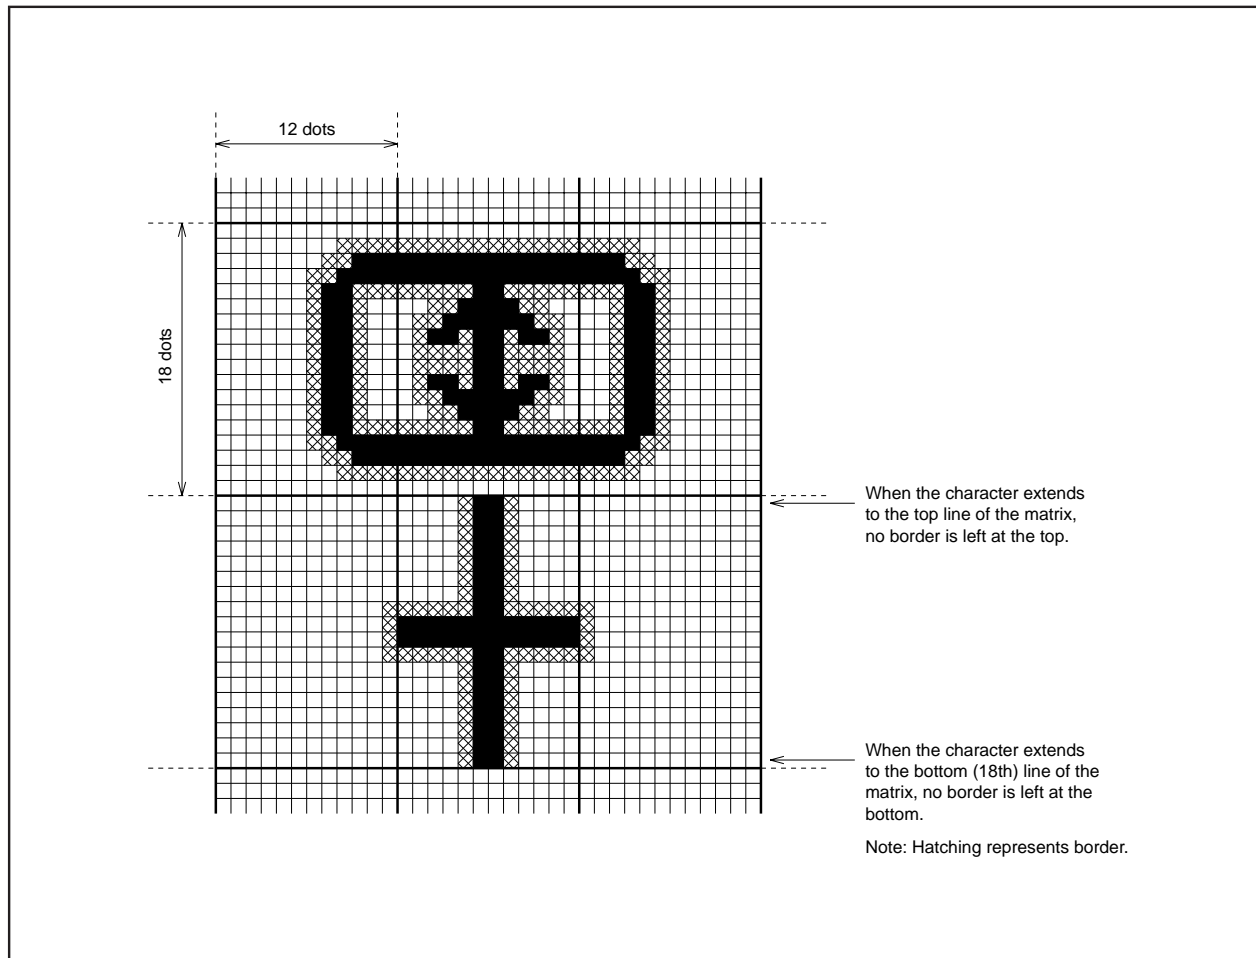 12 dots
18 dots
When the character extends
to the top line of the matrix,
no border is left at the top.
When the character extends
to the bottom (18th) line of the
matrix, no border is left at the
bottom.
Note: Hatching represents border.